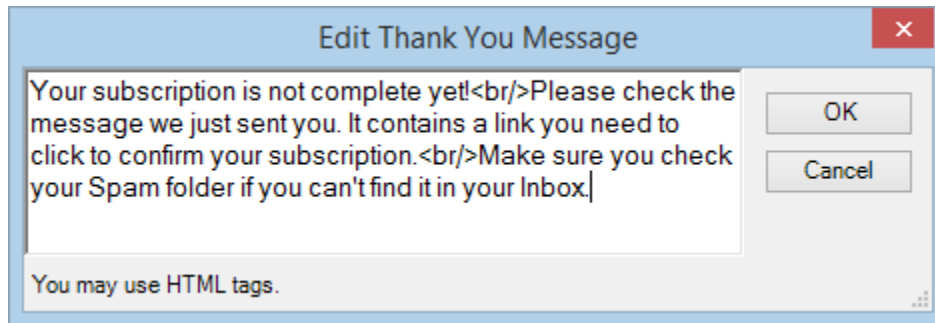 Edit Thank You Message
Your subscription is not complete yet!<br/>Please check the
message we just sent you. It contains a link you need to
click to confirm your subscription.<br/>Make sure you check
your Spam folder if you can't find it in your Inbox.
OK
Cancel
You may use HTML tags.